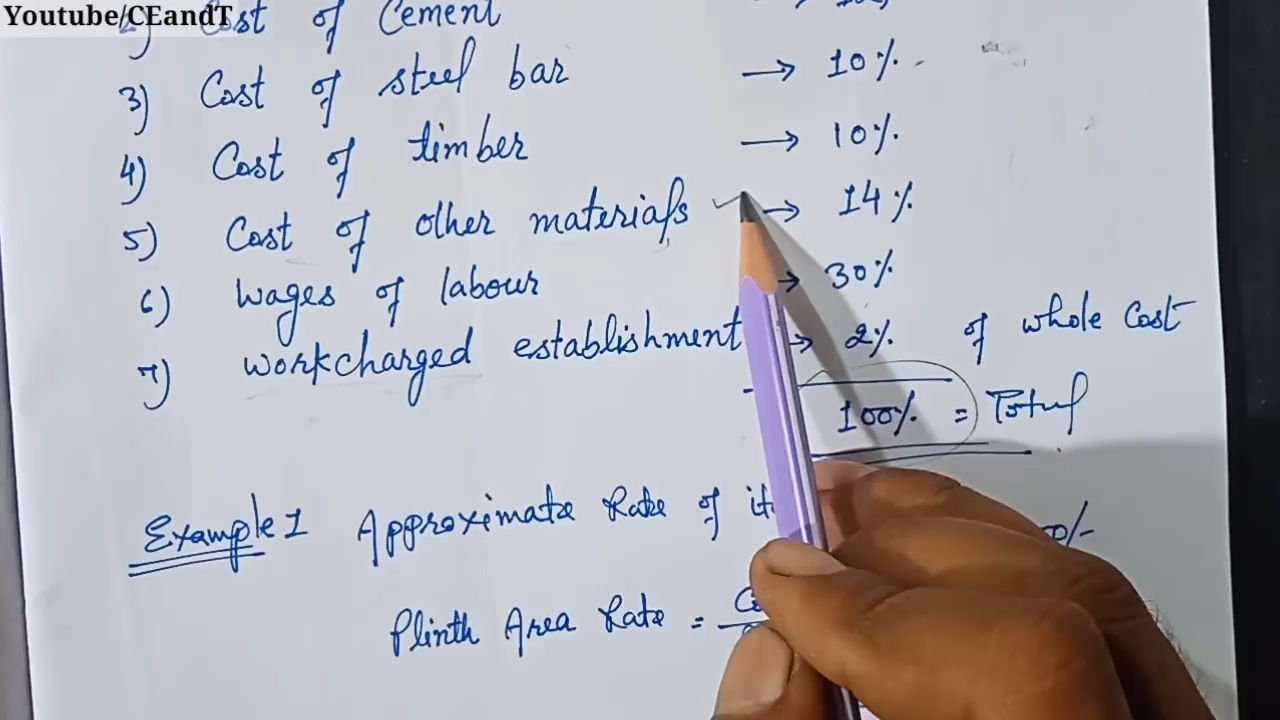 Youtube/CEandT
2) Cost of Cement
3) Cost of steel bar → 10%
4) Cost of timber → 10%
5) Cost of other materials → 14%
6) Wages of labour → 30%
7) Workcharged establishment → 2% of whole Cost
100% = Total
Example 1 Approximate Rate of
Plinth Area Rate =